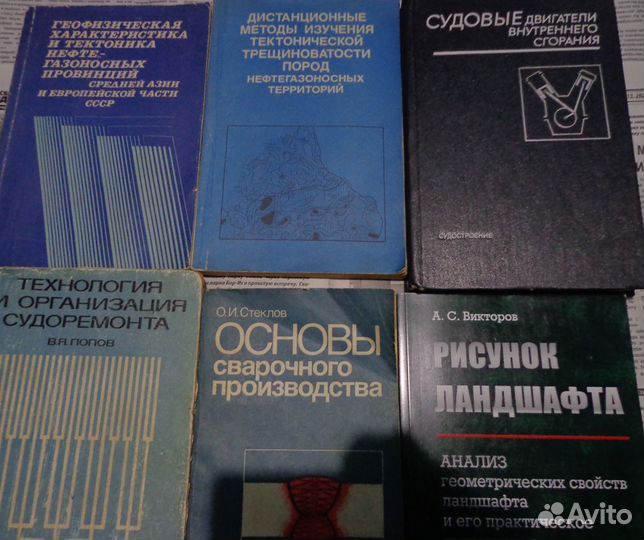 ГЕОФИЗИЧЕСКАЯ
ХАРАКТЕРИСТИКА
И ТЕКТОНИКА
НЕФТЕ-
ГАЗОНОСНЫХ
ПРОВИНЦИЙ
СРЕДНЕЙ АЗИИ
И ЕВРОПЕЙСКОЙ ЧАСТИ
СССР
ДИСТАНЦИОННЫЕ
МЕТОДЫ ИЗУЧЕНИЯ
ТЕКТОНИЧЕСКОЙ
ТРЕЩИНОВАТОСТИ
ПОРОД
НЕФТЕГАЗОНОСНЫХ
ТЕРРИТОРИЙ
СУДОВЫЕ ДВИГАТЕЛИ
ВНУТРЕННЕГО
СГОРАНИЯ
СУДОСТРОЕНИЕ
ТЕХНОЛОГИЯ
И ОРГАНИЗАЦИЯ
СУДОРЕМОНТА
В.Я. ПОПОВ
О.И. Стеклов
ОСНОВЫ
сварочного
производства
А. С. Викторов
РИСУНОК
ЛАНДШАФТА
АНАЛИЗ
геометрических свойств
ландшафта
и его практическое
Avito